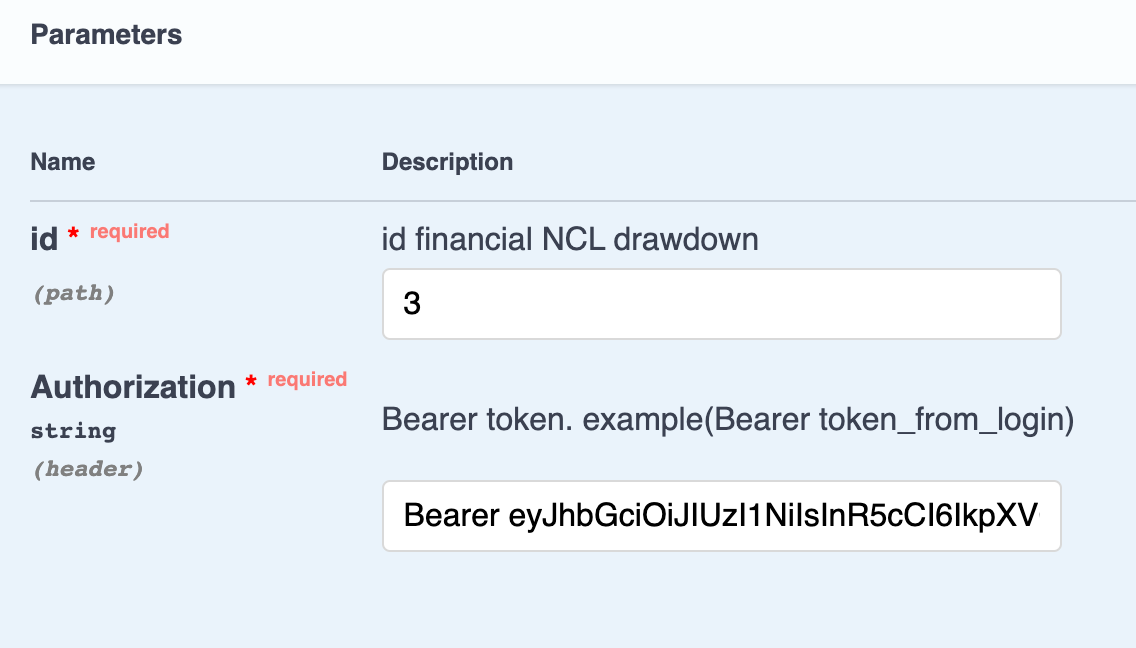 Parameters
Name Description
id * required
id financial NCL drawdown
(path)
3
Authorization * required
string
(header)
Bearer token. example(Bearer token_from_login)
Bearer eyJhbGciOiJIUzI1NiIsInR5cCI6IkpXV